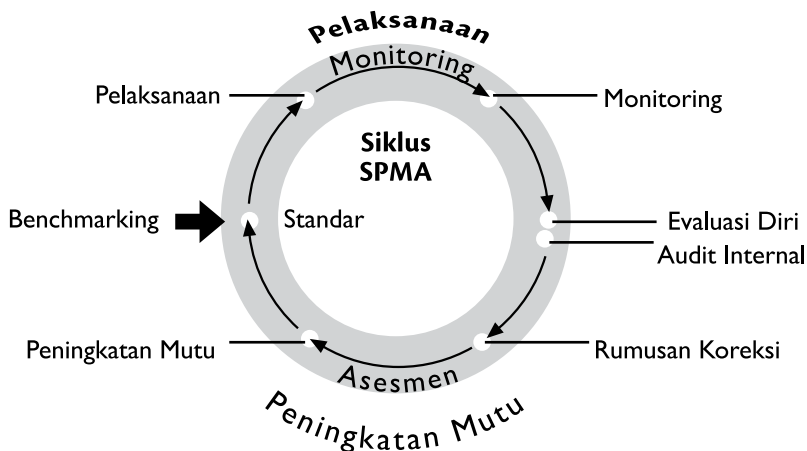 Pelaksanaan
Monitoring
Pelaksanaan
Monitoring
Siklus
SPMA
Benchmarking
Standar
Evaluasi Diri
Audit Internal
Peningkatan Mutu
Rumusan Koreksi
Asesmen
Peningkatan Mutu